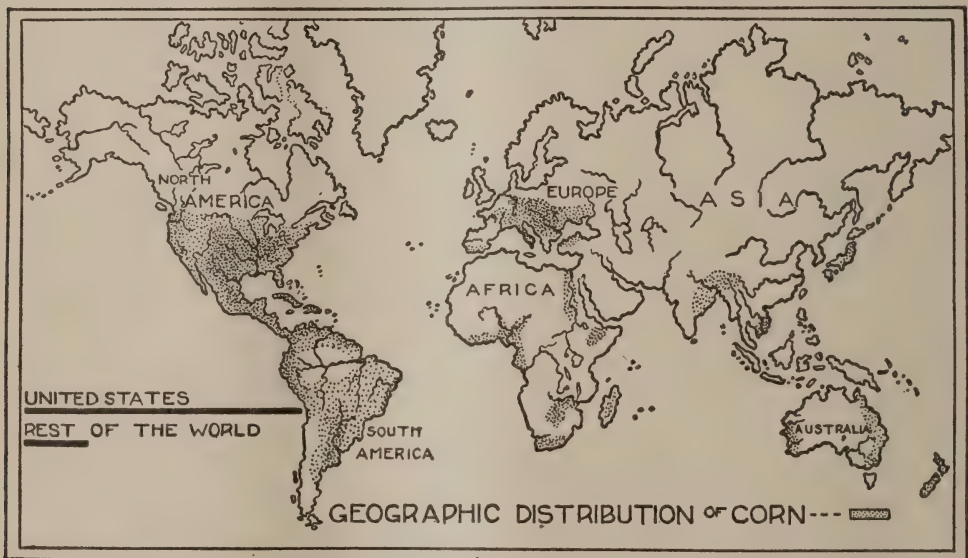 NORTH
AMERICA
EUROPE
ASIA
AFRICA
UNITED STATES
REST OF THE WORLD
SOUTH
AMERICA
AUSTRALIA
GEOGRAPHIC DISTRIBUTION OF CORN---